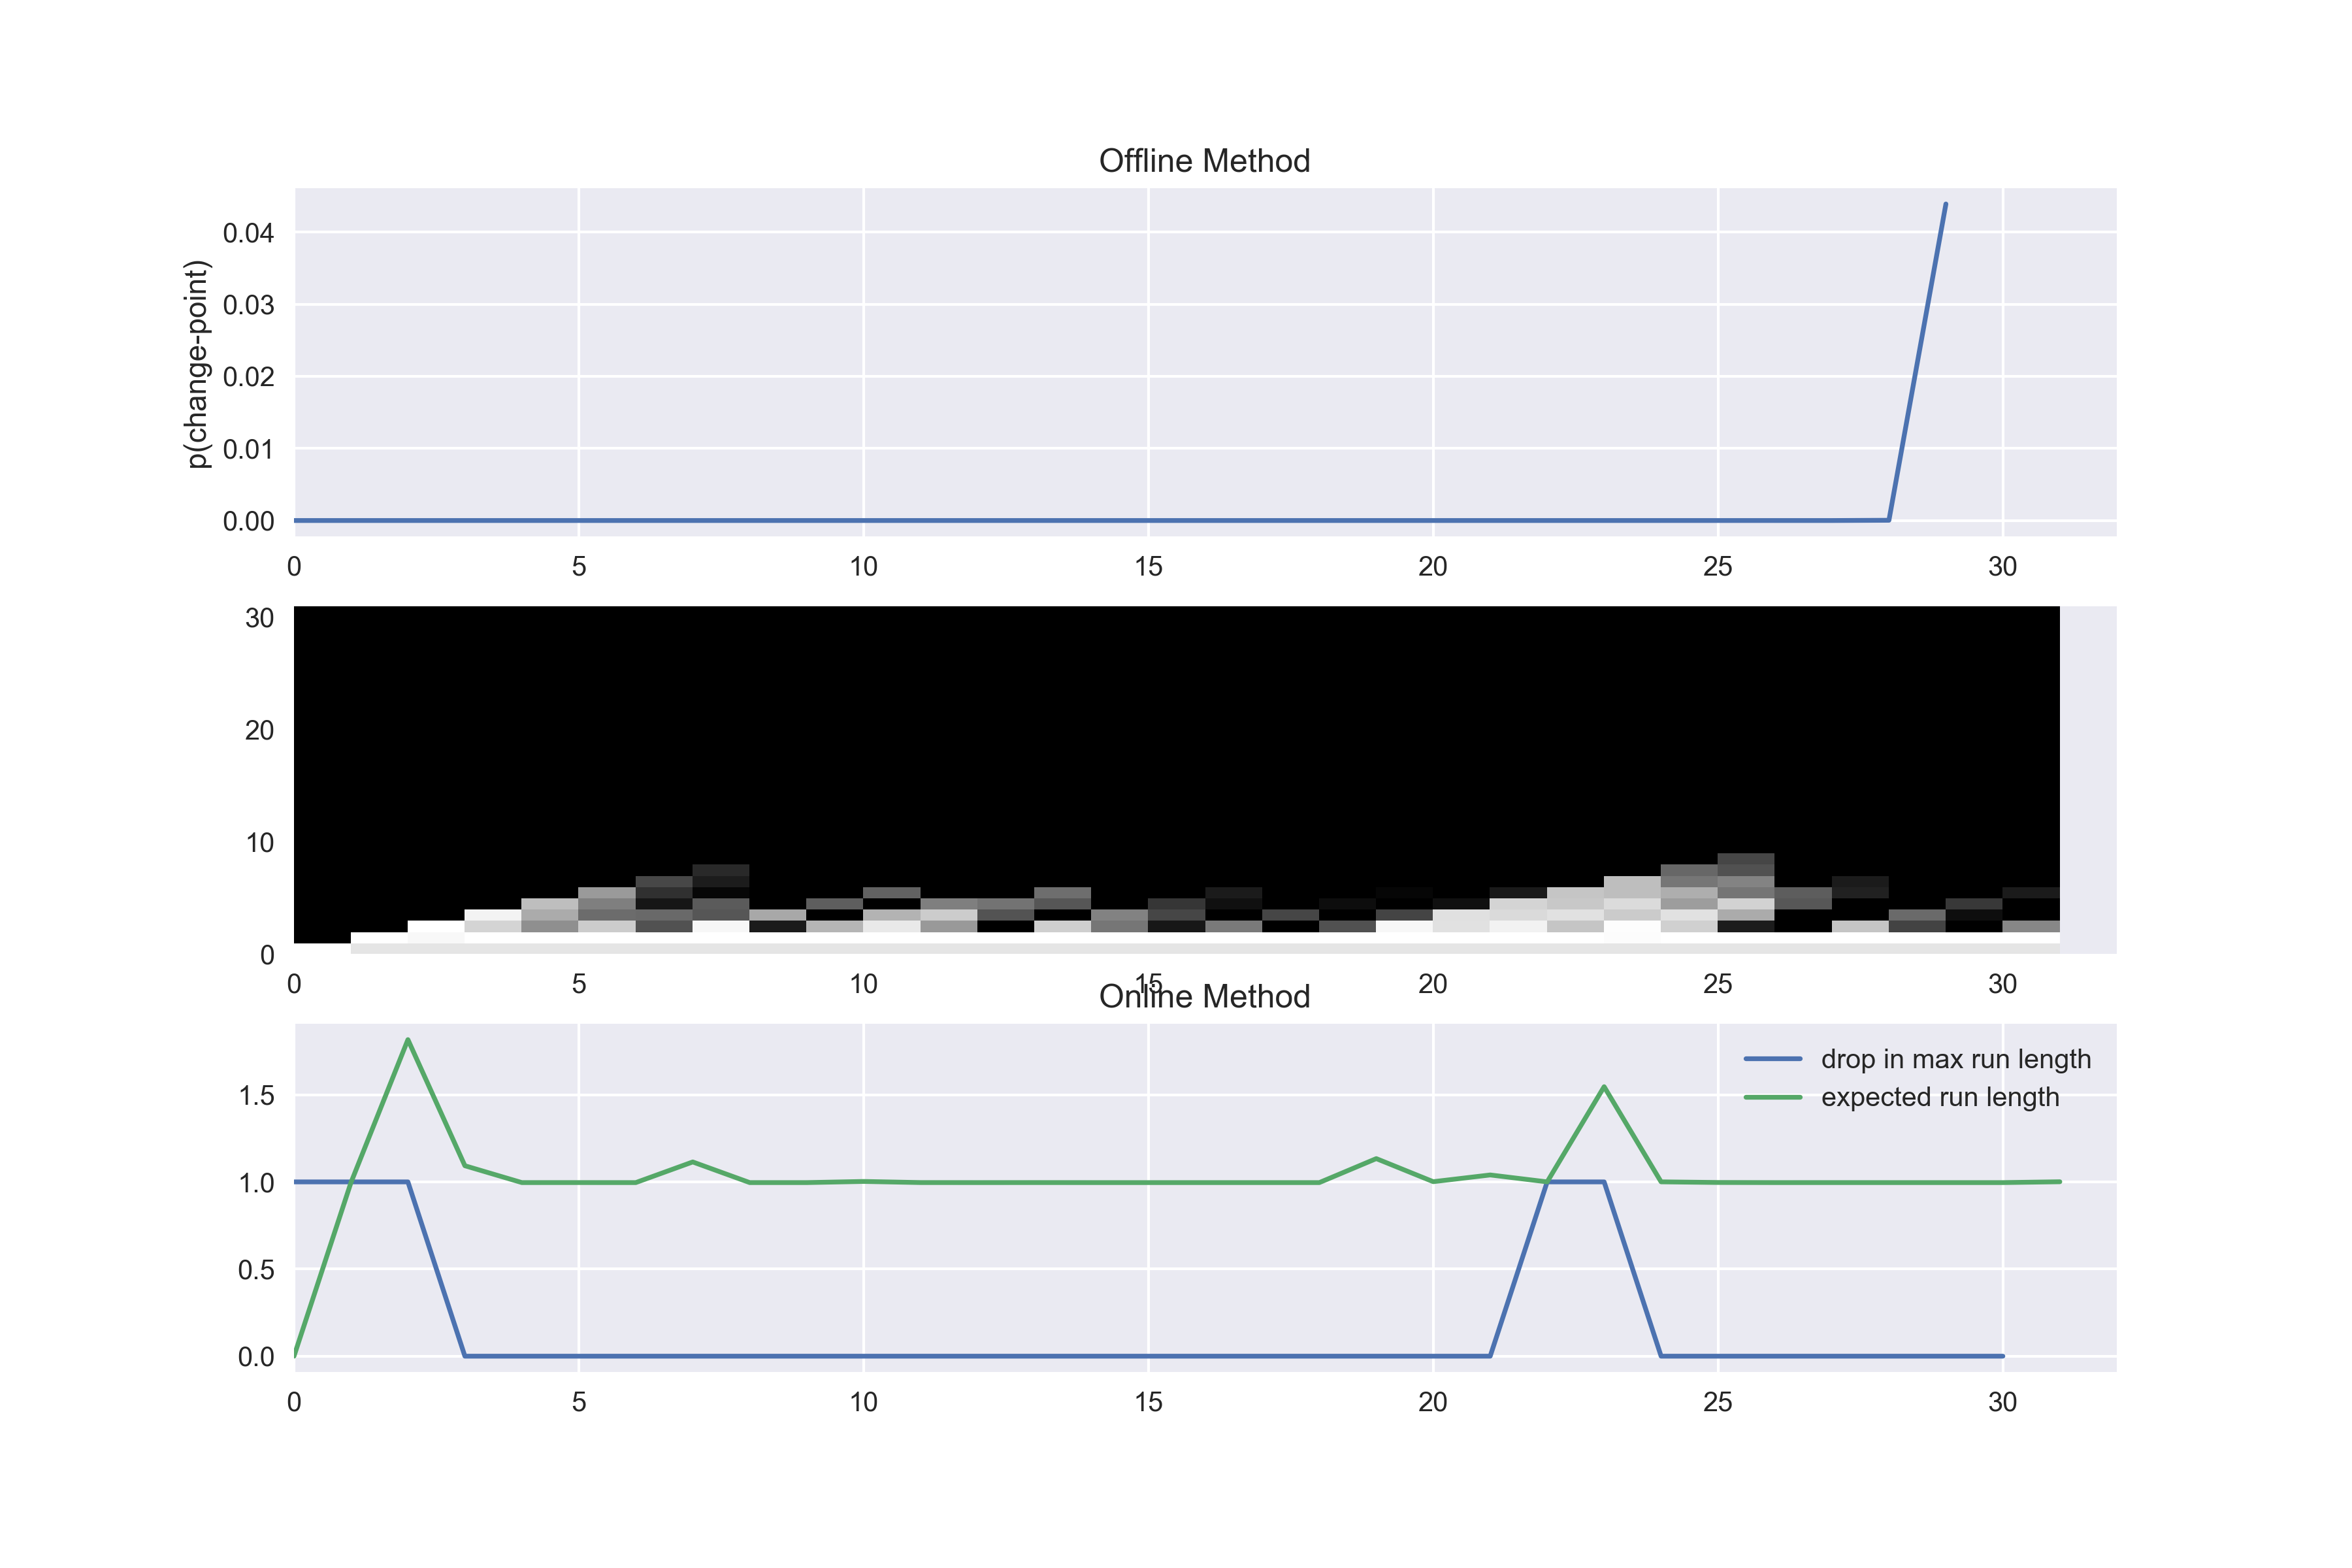 Offline Method
p(change-point)
0.04
0.03
0.02
0.01
0.00
0 5 10 15 20 25 30
30
20
10
0
0 5 10 15 20 25 30
Online Method
drop in max run length
expected run length
1.5
1.0
0.5
0.0
0 5 10 15 20 25 30